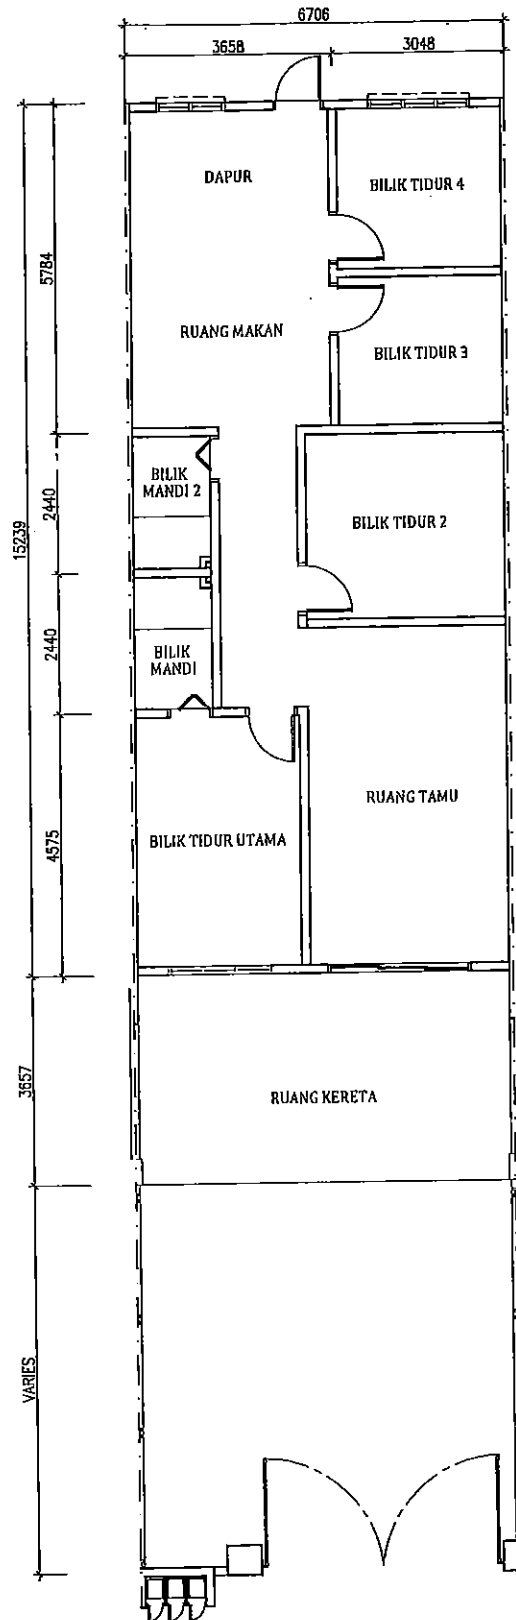 6706
3658
3048
DAPUR
BILIK TIDUR 4
5784
RUANG MAKAN
BILIK TIDUR 3
BILIK
MANDI 2
2440
BILIK TIDUR 2
15239
2440
BILIK
MANDI
RUANG TAMU
4575
BILIK TIDUR UTAMA
3657
RUANG KERETA
VARIES